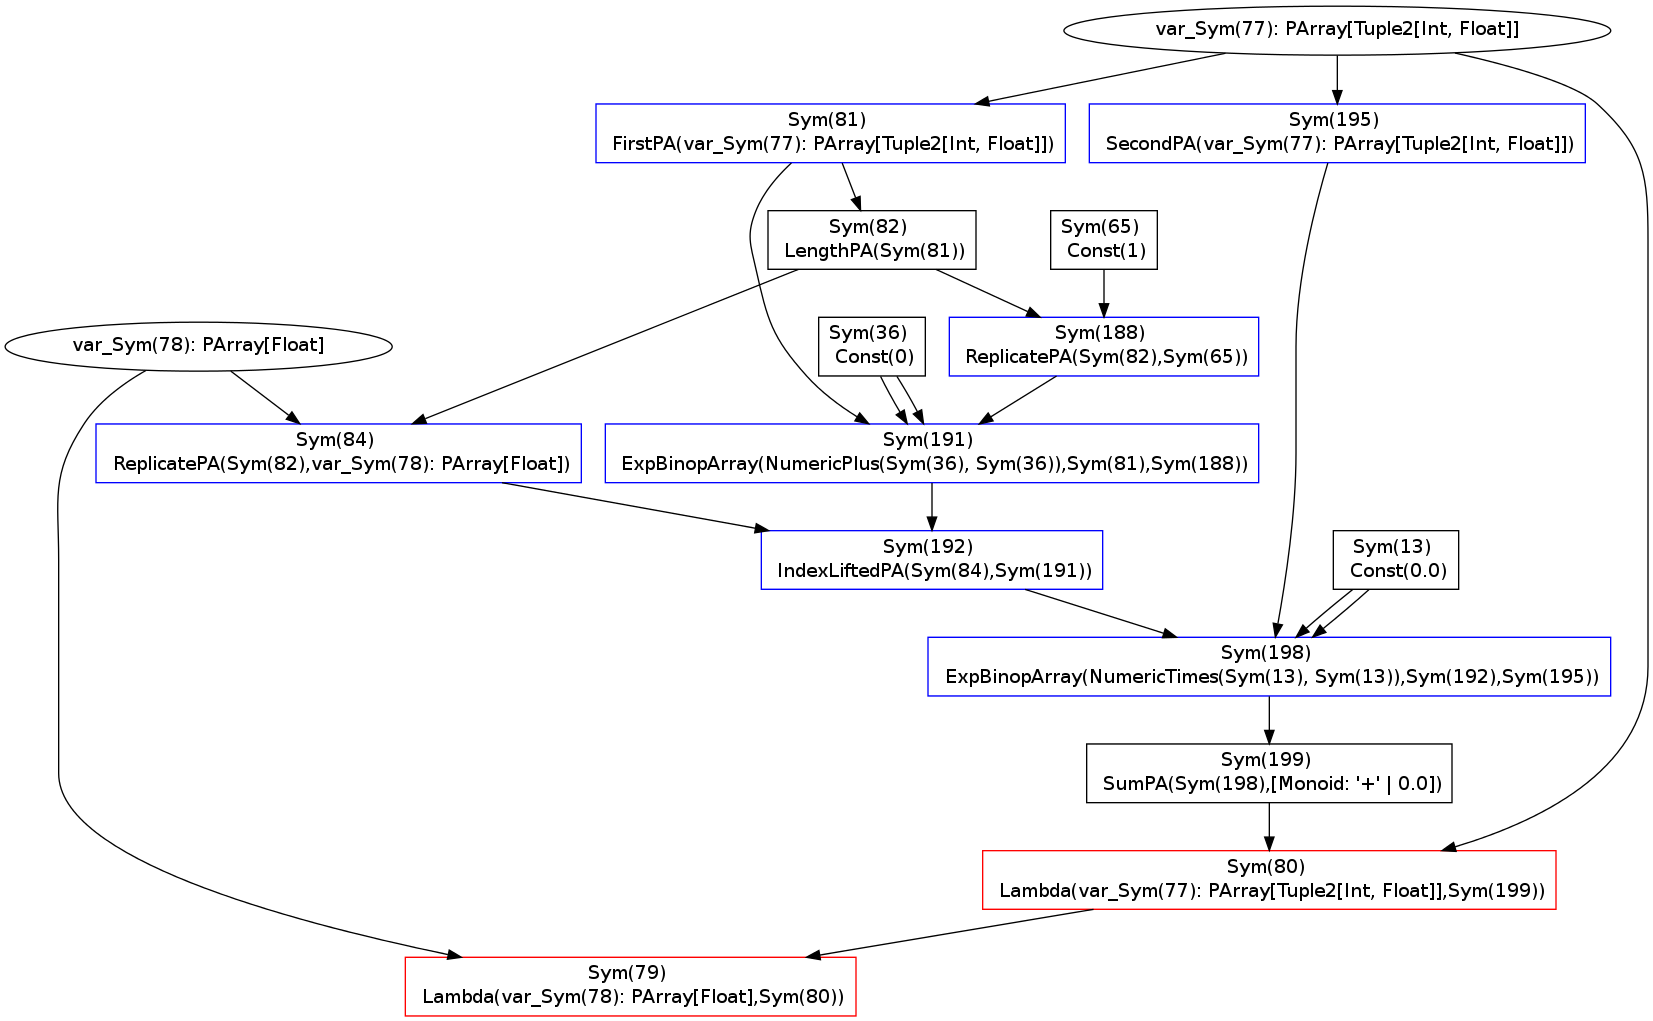 var_Sym(77): PArray[Tuple2[Int, Float]]
Sym(81)
FirstPA(var_Sym(77): PArray[Tuple2[Int, Float]])
Sym(195)
SecondPA(var_Sym(77): PArray[Tuple2[Int, Float]])
Sym(82)
LengthPA(Sym(81))
Sym(65)
Const(1)
var_Sym(78): PArray[Float]
Sym(36)
Const(0)
Sym(188)
ReplicatePA(Sym(82),Sym(65))
Sym(84)
ReplicatePA(Sym(82),var_Sym(78): PArray[Float])
Sym(191)
ExpBinopArray(NumericPlus(Sym(36), Sym(36)),Sym(81),Sym(188))
Sym(192)
IndexLiftedPA(Sym(84),Sym(191))
Sym(13)
Const(0.0)
Sym(198)
ExpBinopArray(NumericTimes(Sym(13), Sym(13)),Sym(192),Sym(195))
Sym(199)
SumPA(Sym(198),[Monoid: '+' | 0.0])
Sym(80)
Lambda(var_Sym(77): PArray[Tuple2[Int, Float]],Sym(199))
Sym(79)
Lambda(var_Sym(78): PArray[Float],Sym(80))